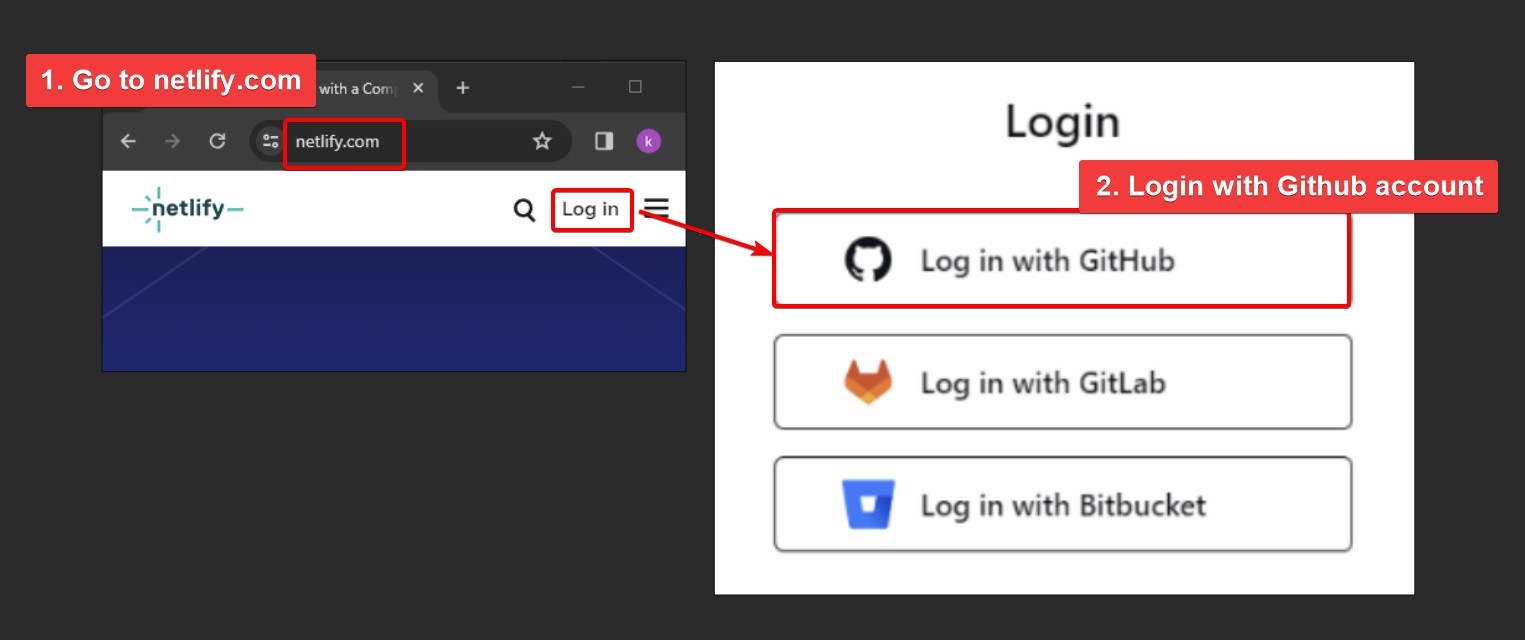 1. Go to netlify.com
with a Com
netlify.com
k
netlify
Log in
Login
2. Login with Github account
Log in with GitHub
Log in with GitLab
Log in with Bitbucket